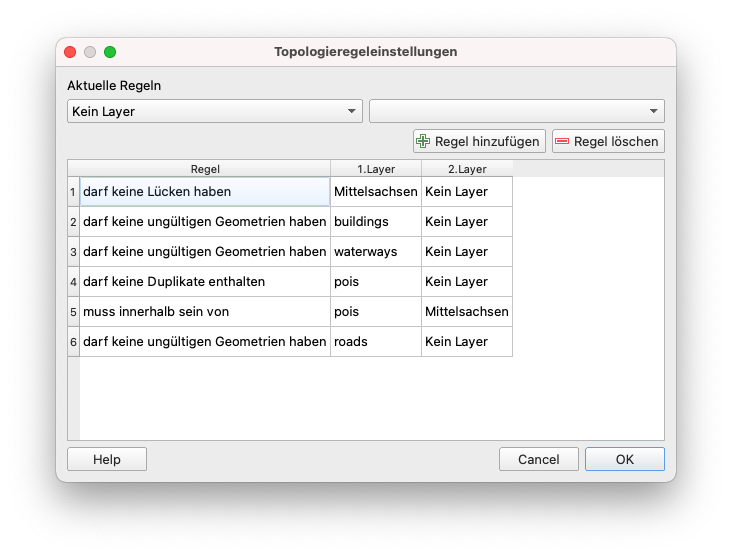 Topologieregeleinstellungen
Aktuelle Regeln
Kein Layer
Regel hinzufügen Regel löschen
Regel 1.Layer 2.Layer
1 darf keine Lücken haben Mittelsachsen Kein Layer
2 darf keine ungültigen Geometrien haben buildings Kein Layer
3 darf keine ungültigen Geometrien haben waterways Kein Layer
4 darf keine Duplikate enthalten pois Kein Layer
5 muss innerhalb sein von pois Mittelsachsen
6 darf keine ungültigen Geometrien haben roads Kein Layer
Help Cancel OK